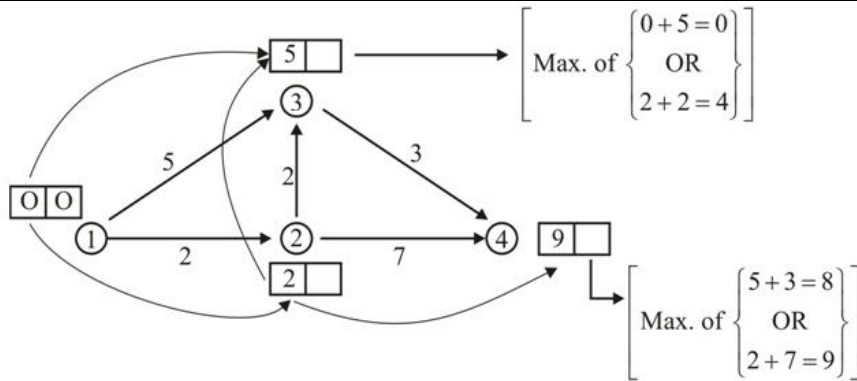 0 + 5 = 0
5
Max. of
OR
2 + 2 = 4
3
5
3
2
O O
1
2
2
7
4
9
2
5 + 3 = 8
Max. of
OR
2 + 7 = 9